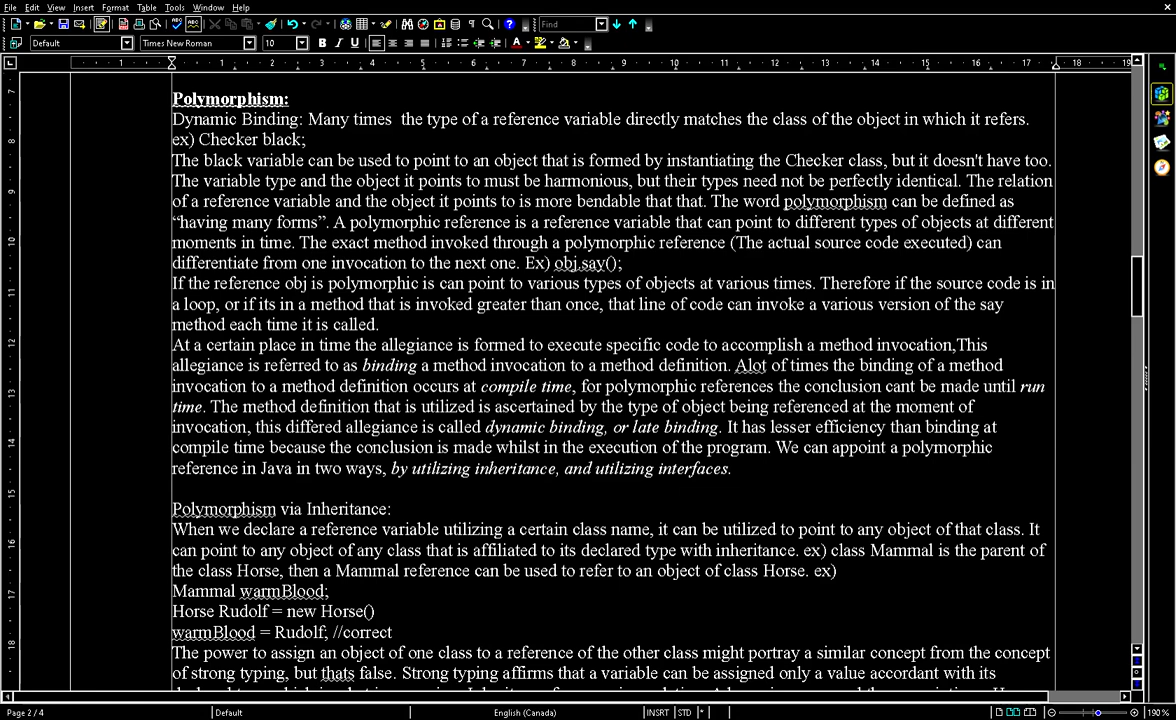 File Edit View Insert Format Table Tools Window Help
Find
Default Times New Roman 10 B I U A
1 1 2 3 4 5 6 7 8 9 10 11 12 13 14 15 16 17 18 19
Polymorphism:
Dynamic Binding: Many times the type of a reference variable directly matches the class of the object in which it refers.
ex) Checker black;
The black variable can be used to point to an object that is formed by instantiating the Checker class, but it doesn't have too.
The variable type and the object it points to must be harmonious, but their types need not be perfectly identical. The relation
of a reference variable and the object it points to is more bendable that that. The word polymorphism can be defined as
“having many forms”. A polymorphic reference is a reference variable that can point to different types of objects at different
moments in time. The exact method invoked through a polymorphic reference (The actual source code executed) can
differentiate from one invocation to the next one. Ex) obj.say();
If the reference obj is polymorphic is can point to various types of objects at various times. Therefore if the source code is in
a loop, or if its in a method that is invoked greater than once, that line of code can invoke a various version of the say
method each time it is called.
At a certain place in time the allegiance is formed to execute specific code to accomplish a method invocation,This
allegiance is referred to as binding a method invocation to a method definition. Alot of times the binding of a method
invocation to a method definition occurs at compile time, for polymorphic references the conclusion cant be made until run
time. The method definition that is utilized is ascertained by the type of object being referenced at the moment of
invocation, this differed allegiance is called dynamic binding, or late binding. It has lesser efficiency than binding at
compile time because the conclusion is made whilst in the execution of the program. We can appoint a polymorphic
reference in Java in two ways, by utilizing inheritance, and utilizing interfaces.
Polymorphism via Inheritance:
When we declare a reference variable utilizing a certain class name, it can be utilized to point to any object of that class. It
can point to any object of any class that is affiliated to its declared type with inheritance. ex) class Mammal is the parent of
the class Horse, then a Mammal reference can be used to refer to an object of class Horse. ex)
Mammal warmBlood;
Horse Rudolf = new Horse()
warmBlood = Rudolf; //correct
The power to assign an object of one class to a reference of the other class might portray a similar concept from the concept
of strong typing, but thats false. Strong typing affirms that a variable can be assigned only a value accordant with its
Page 2 / 4 Default English (Canada) INSRT STD * 190%